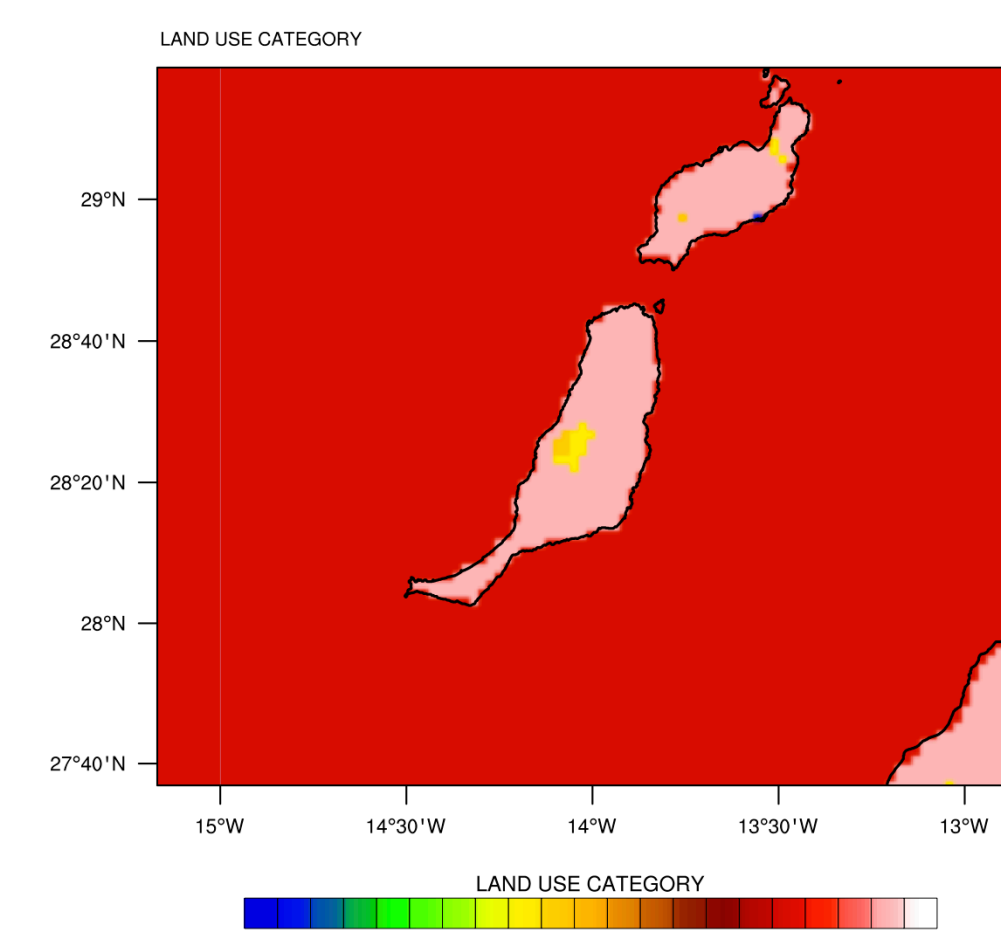 LAND USE CATEGORY
29°N
28°40'N
28°20'N
28°N
27°40'N
15°W
14°30'W
14°W
13°30'W
13°W
LAND USE CATEGORY